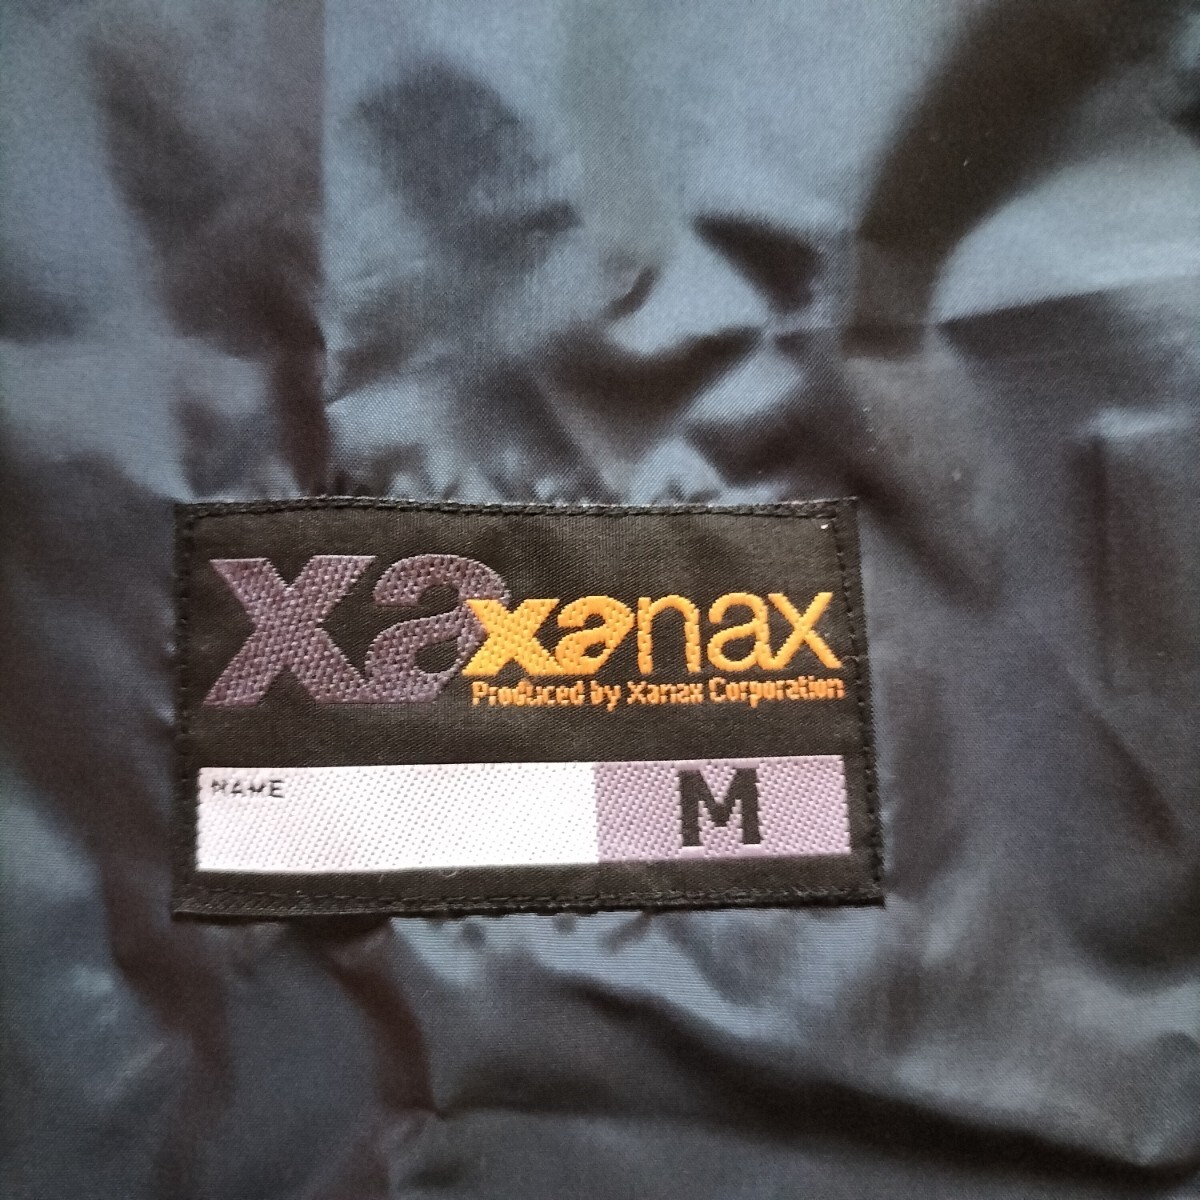 xa xanax
Produced by Xanax Corporation
NAME
M